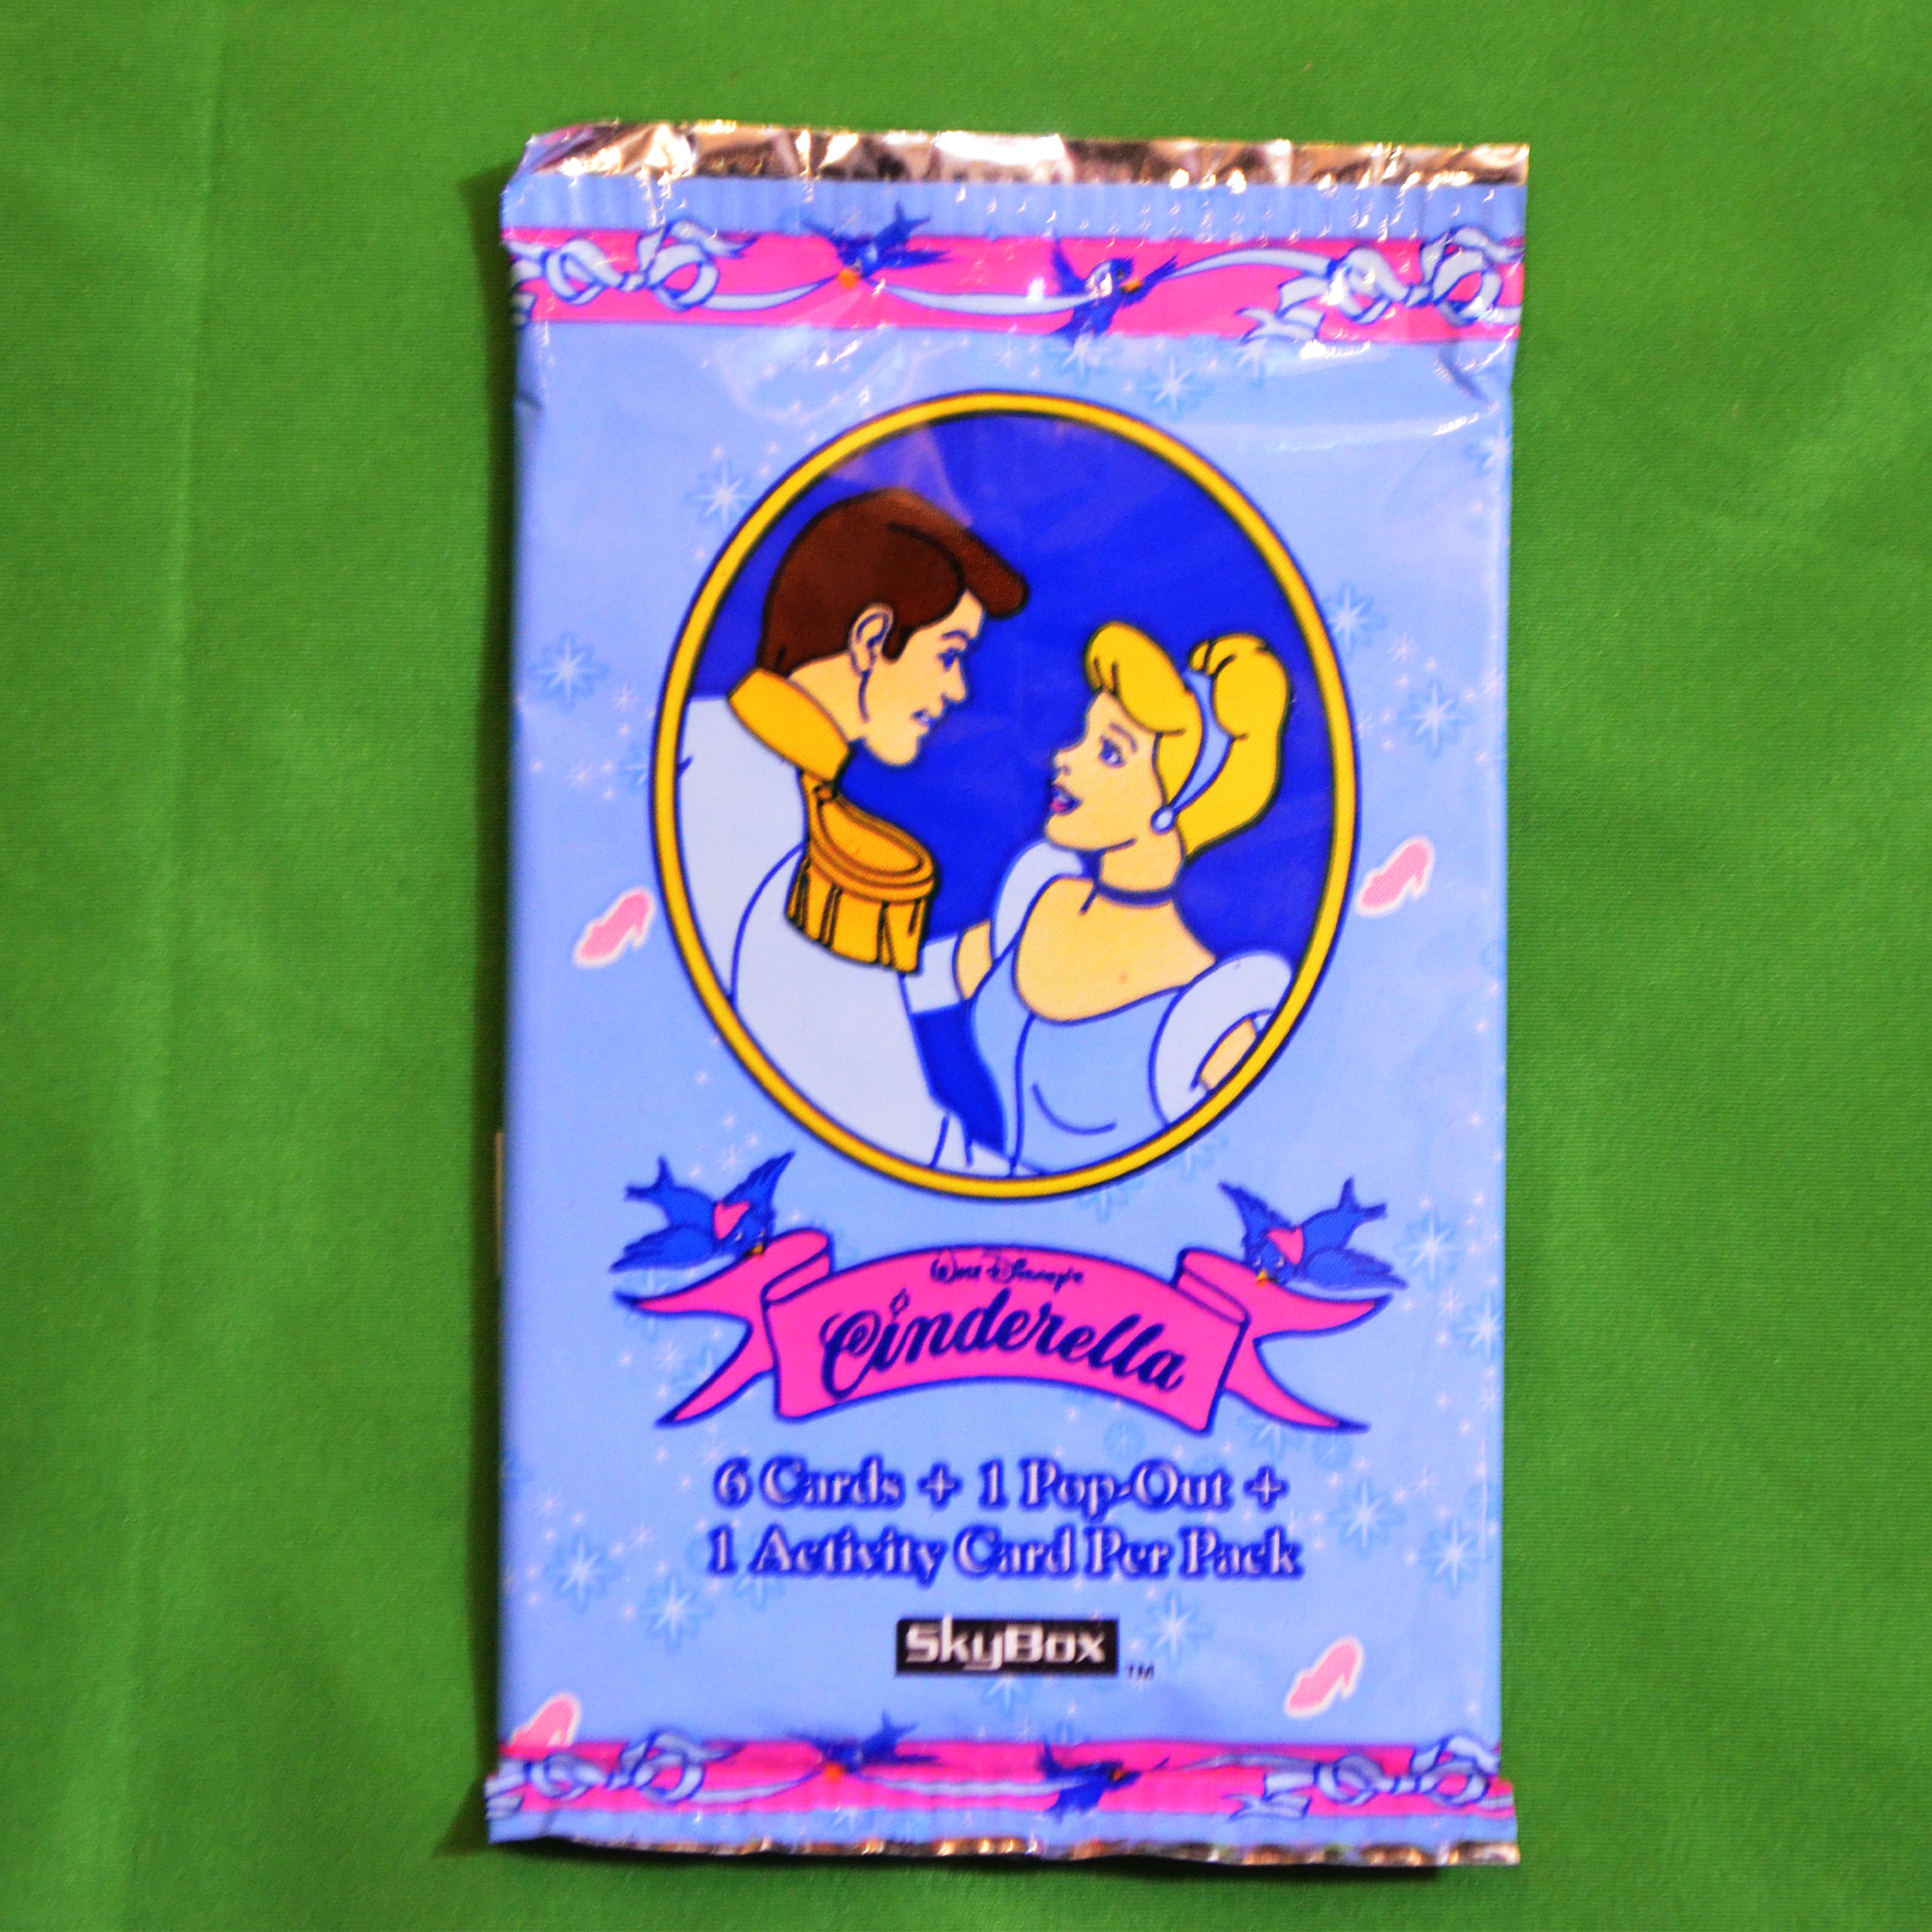 Walt Disney's
Cinderella
6 Cards + 1 Pop-Out +
1 Activity Card Per Pack
SkyBox TM